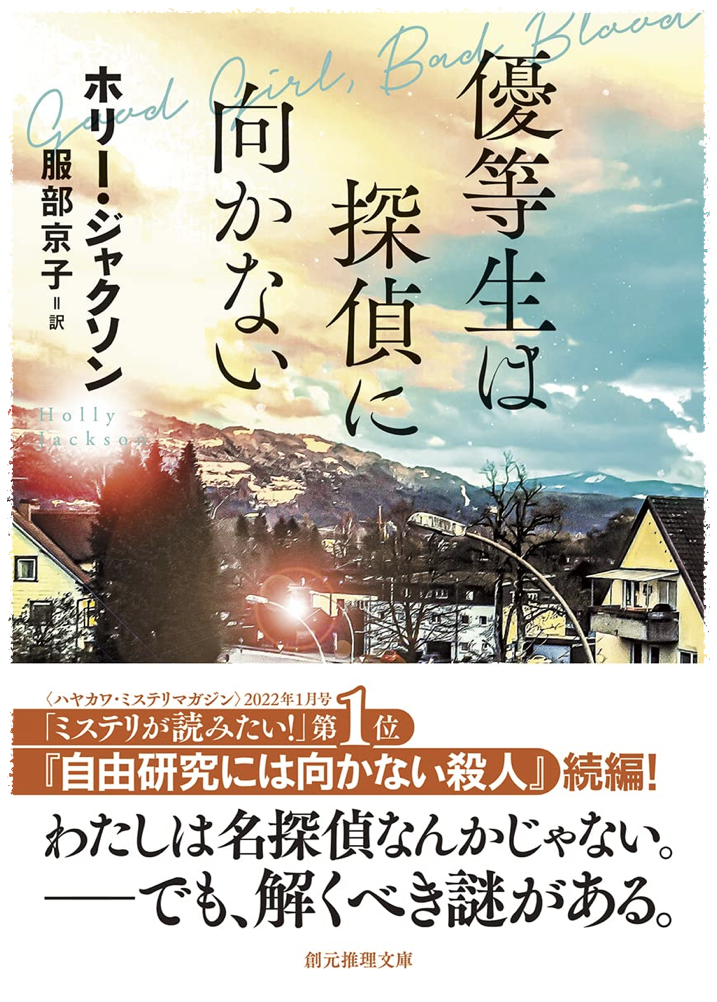 Good Girl, Bad Blood
優等生は
探偵に
向かない
ホリー・ジャクソン
服部京子=訳
Holly
Jackson
〈ハヤカワ・ミステリマガジン〉2022年1月号
「ミステリが読みたい!」第1位
『自由研究には向かない殺人』続編!
わたしは名探偵なんかじゃない。
――でも、解くべき謎がある。
創元推理文庫